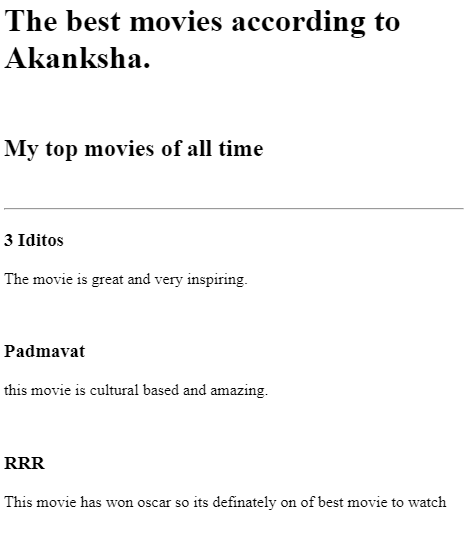 The best movies according to
Akanksha.
My top movies of all time
3 Iditos
The movie is great and very inspiring.
Padmavat
this movie is cultural based and amazing.
RRR
This movie has won oscar so its definately on of best movie to watch